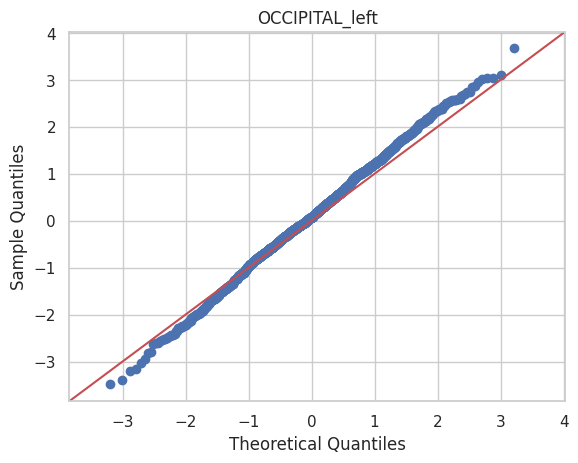 OCCIPITAL_left
4
3
2
1
0
−1
−2
−3
Sample Quantiles
−3 −2 −1 0 1 2 3 4
Theoretical Quantiles